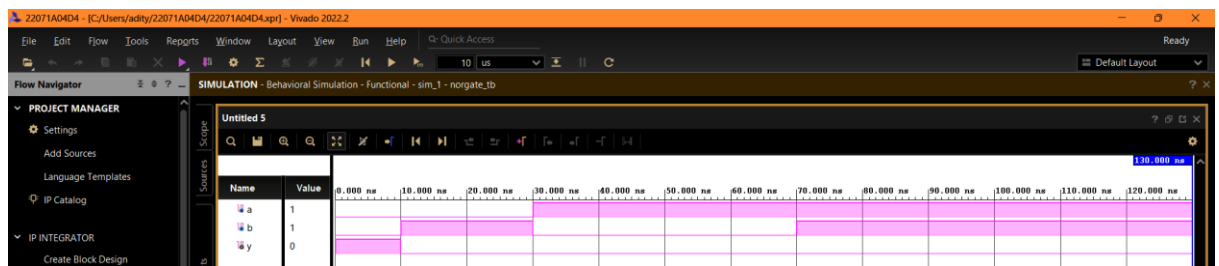 22071A04D4 - [C:/Users/adity/22071A04D4/22071A04D4.xpr] - Vivado 2022.2
File Edit Flow Tools Reports Window Layout View Run Help Q- Quick Access Ready
10 us Default Layout
Flow Navigator SIMULATION - Behavioral Simulation - Functional - sim_1 - norgate_tb
PROJECT MANAGER
Settings
Add Sources
Language Templates
IP Catalog
IP INTEGRATOR
Create Block Design
Scope
Sources
Untitled 5
130.000 ns
Name Value 0.000 ns 10.000 ns 20.000 ns 30.000 ns 40.000 ns 50.000 ns 60.000 ns 70.000 ns 80.000 ns 90.000 ns 100.000 ns 110.000 ns 120.000 ns
a 1
b 1
y 0